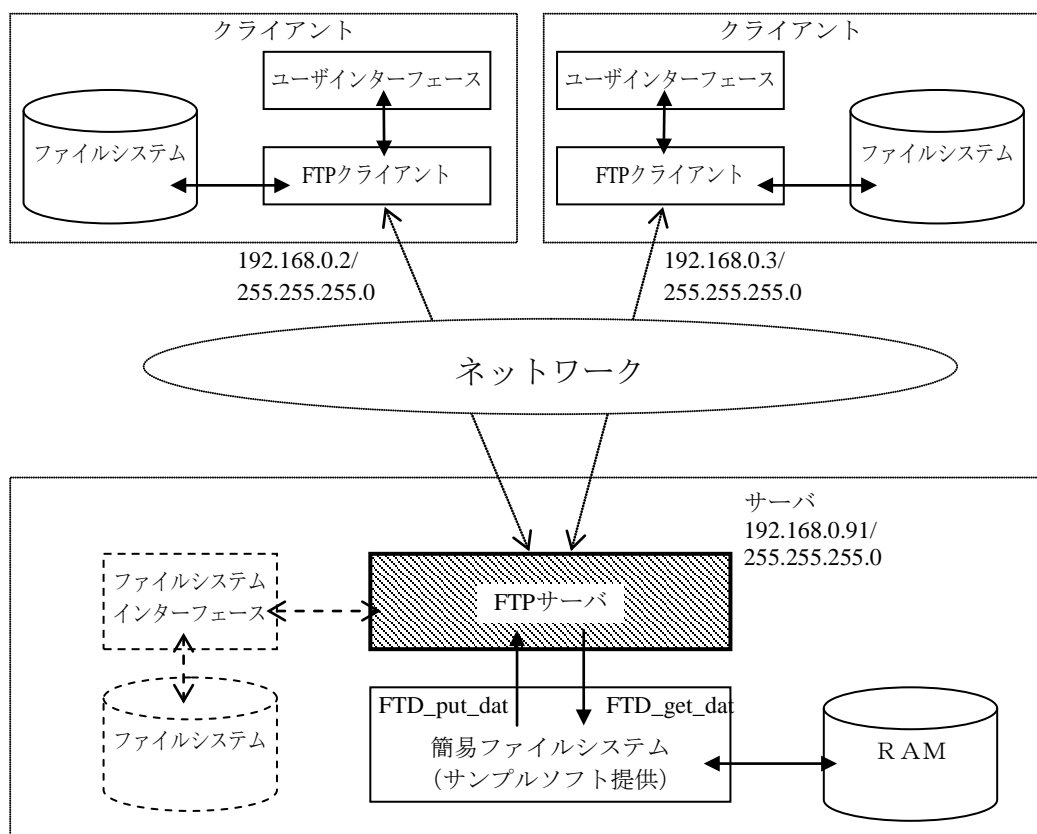 クライアント
ユーザインターフェース
ファイルシステム
FTPクライアント
192.168.0.2/
255.255.255.0
クライアント
ユーザインターフェース
FTPクライアント
ファイルシステム
192.168.0.3/
255.255.255.0
ネットワーク
サーバ
192.168.0.91/
255.255.255.0
ファイルシステム
インターフェース
FTPサーバ
ファイルシステム
FTD_put_dat
FTD_get_dat
簡易ファイルシステム
(サンプルソフト提供)
ＲＡＭ